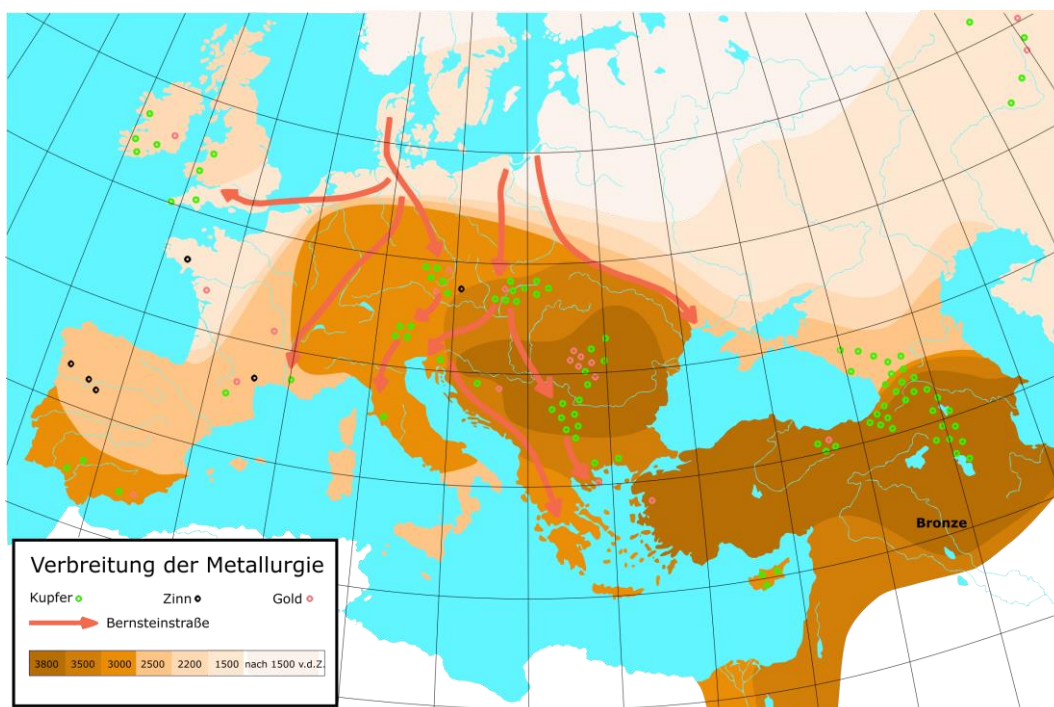 Bronze
Verbreitung der Metallurgie
Kupfer Zinn Gold
Bernsteinstraße
3800 3500 3000 2500 2200 1500 nach 1500 v.d.Z.